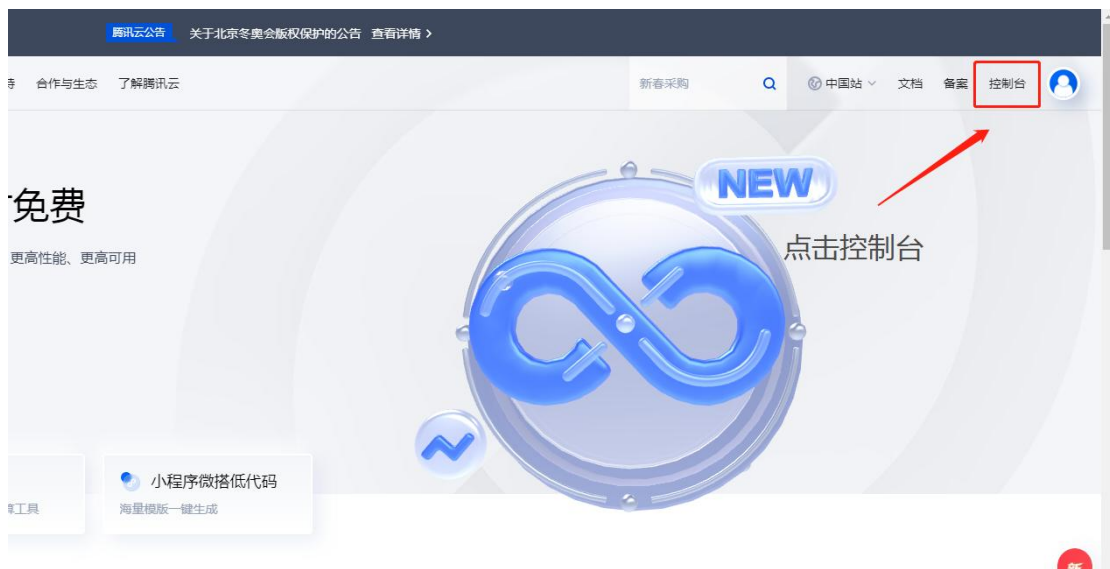 腾讯云公告 关于北京冬奥会版权保护的公告 查看详情 >
合作与生态 了解腾讯云 新春采购 中国站 文档 备案 控制台
NEW
免费
点击控制台
更高性能、更高可用
小程序微搭低代码
工具 海量模版一键生成